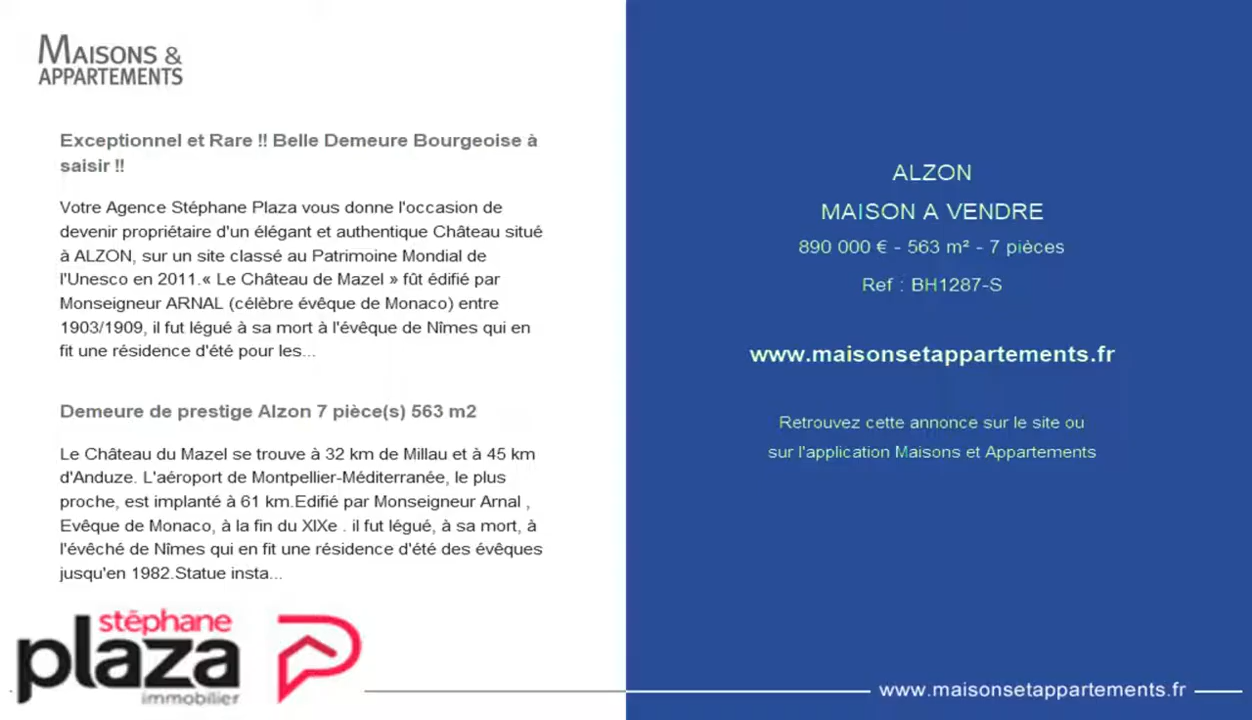 MAISONS &
APPARTEMENTS
Exceptionnel et Rare !! Belle Demeure Bourgeoise à
saisir !!
Votre Agence Stéphane Plaza vous donne l'occasion de
devenir propriétaire d'un élégant et authentique Château situé
à ALZON, sur un site classé au Patrimoine Mondial de
l'Unesco en 2011.« Le Château de Mazel » fût édifié par
Monseigneur ARNAL (célèbre évêque de Monaco) entre
1903/1909, il fut légué à sa mort à l'évêque de Nîmes qui en
fit une résidence d'été pour les...
Demeure de prestige Alzon 7 pièce(s) 563 m2
Le Château du Mazel se trouve à 32 km de Millau et à 45 km
d'Anduze. L'aéroport de Montpellier-Méditerranée, le plus
proche, est implanté à 61 km.Edifié par Monseigneur Arnal ,
Evêque de Monaco, à la fin du XIXe . il fut légué, à sa mort, à
l'évêché de Nîmes qui en fit une résidence d'été des évêques
jusqu'en 1982.Statue insta...
stéphane
plaza
immobilier
ALZON
MAISON A VENDRE
890 000 € - 563 m² - 7 pièces
Ref : BH1287-S
www.maisonsetappartements.fr
Retrouvez cette annonce sur le site ou
sur l'application Maisons et Appartements
www.maisonsetappartements.fr